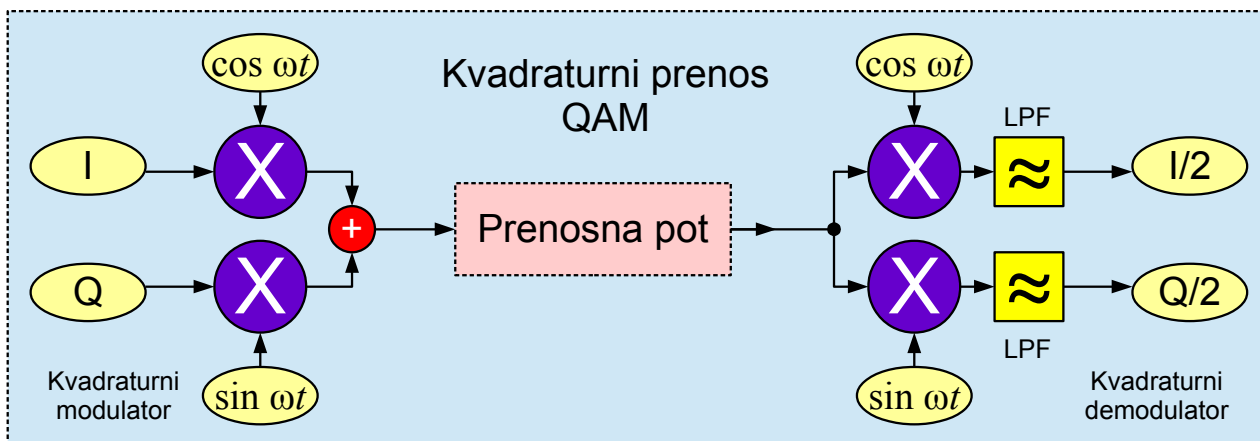 cos ωt
Kvadraturni prenos
QAM
cos ωt
LPF
I
X
X
I/2
+
Prenosna pot
Q
X
X
Q/2
LPF
Kvadraturni
modulator
sin ωt
sin ωt
Kvadraturni
demodulator